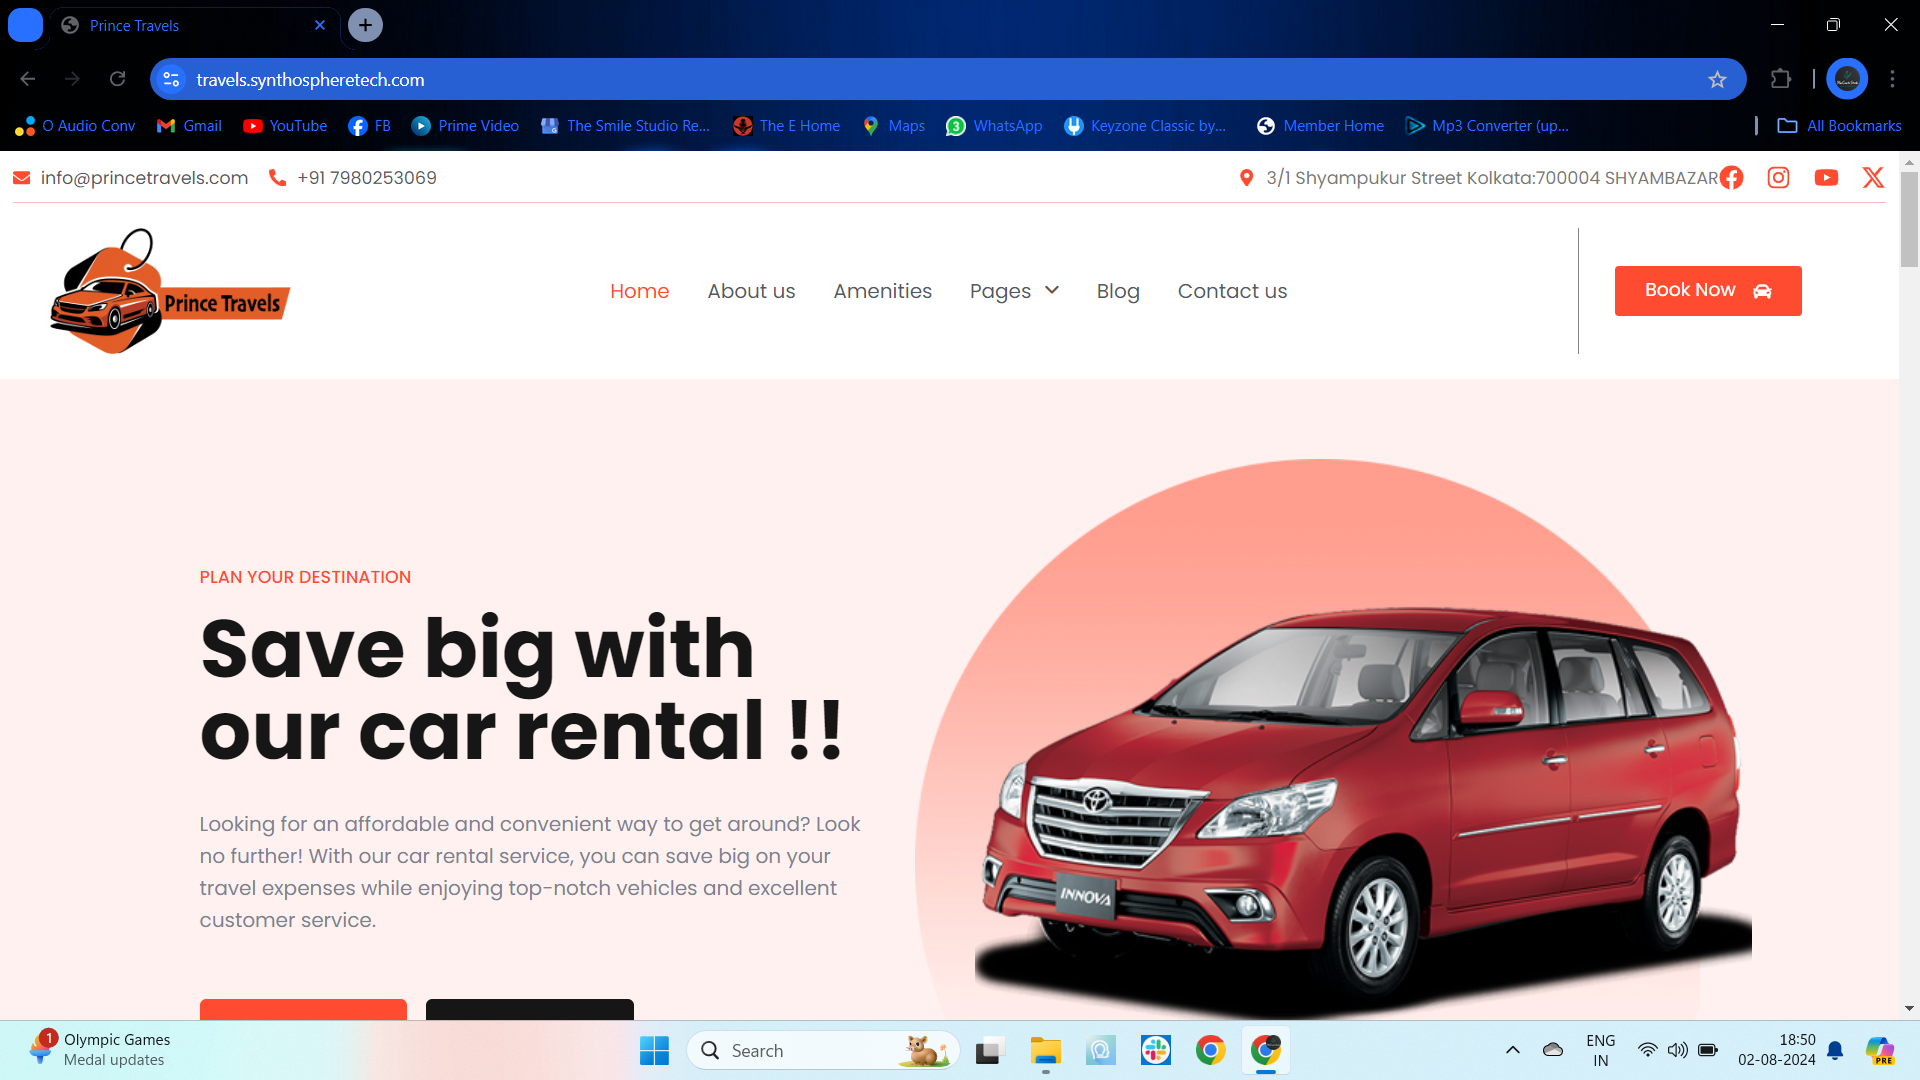 Prince Travels
travels.synthospheretech.com
O Audio Conv
Gmail
YouTube
FB
Prime Video
The Smile Studio Re...
The E Home
Maps
3
WhatsApp
Keyzone Classic by...
Member Home
Mp3 Converter (up...
All Bookmarks
info@princetravels.com
+91 7980253069
3/1 Shyampukur Street Kolkata:700004 SHYAMBAZAR
Prince Travels
Home
About us
Amenities
Pages
Blog
Contact us
Book Now
PLAN YOUR DESTINATION
Save big with
our car rental !!
Looking for an affordable and convenient way to get around? Look
no further! With our car rental service, you can save big on your
travel expenses while enjoying top-notch vehicles and excellent
customer service.
INNOVA
1
Olympic Games
Medal updates
Search
ENG
IN
18:50
02-08-2024
PRE